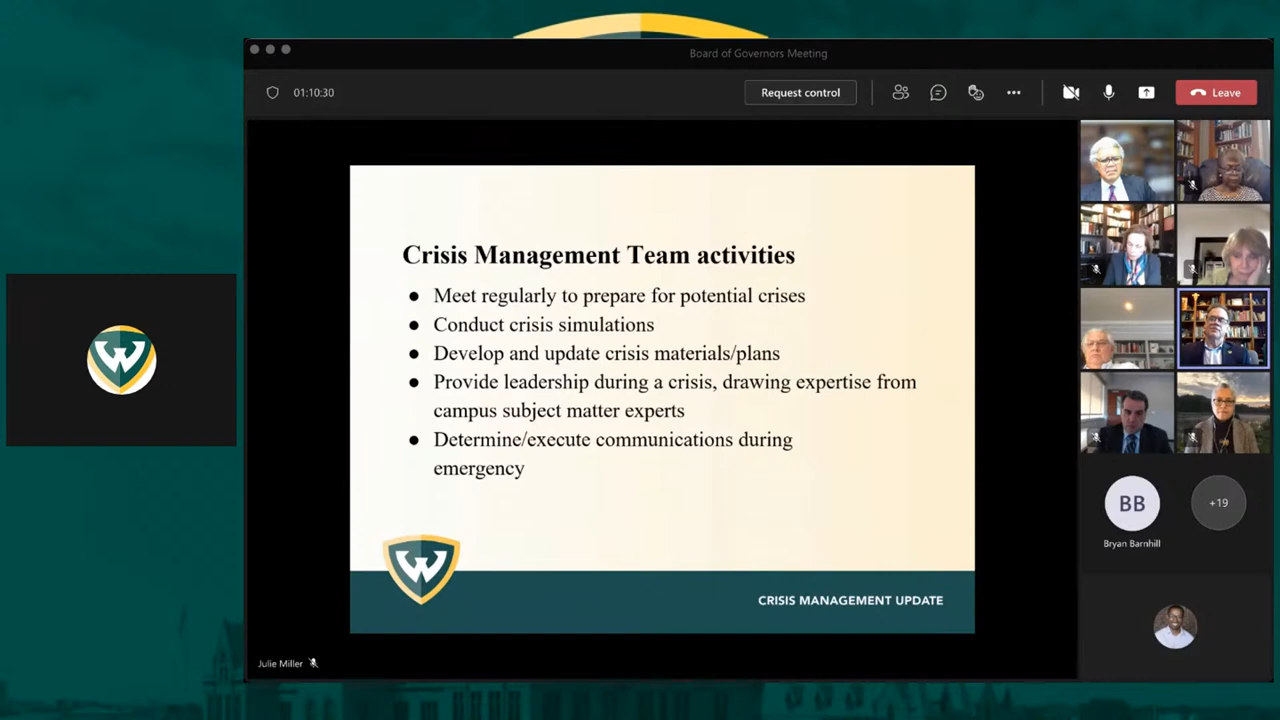 Board of Governors Meeting
01:10:30
Request control
Leave
Crisis Management Team activities
● Meet regularly to prepare for potential crises
● Conduct crisis simulations
● Develop and update crisis materials/plans
● Provide leadership during a crisis, drawing expertise from
campus subject matter experts
● Determine/execute communications during
emergency
W
W
CRISIS MANAGEMENT UPDATE
BB
+19
Bryan Barnhill
Julie Miller